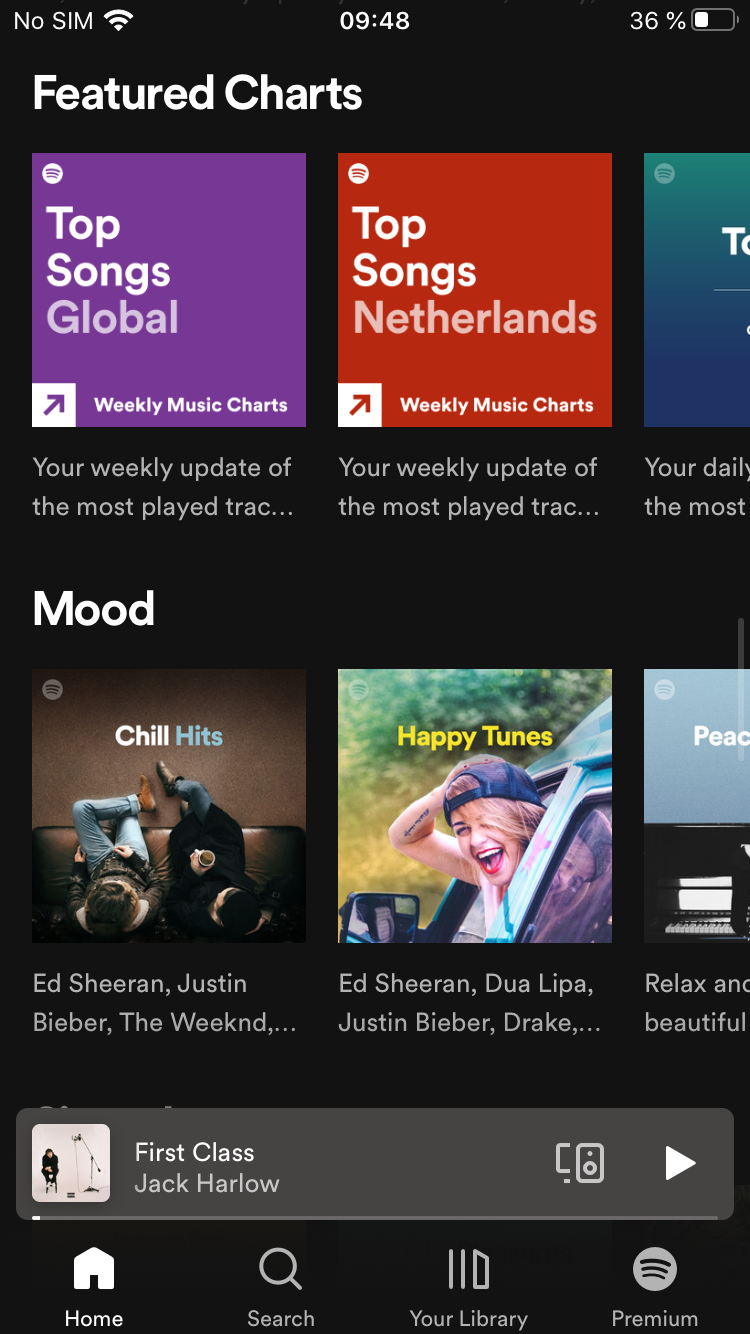 No SIM 09:48 36 %
Featured Charts
Top
Songs
Global
Weekly Music Charts
Top
Songs
Netherlands
Weekly Music Charts
Your weekly update of
the most played trac...
Your weekly update of
the most played trac...
Your daily
the most
Mood
Chill Hits
Happy Tunes
Ed Sheeran, Justin
Bieber, The Weeknd,...
Ed Sheeran, Dua Lipa,
Justin Bieber, Drake,...
Relax and
beautiful
First Class
Jack Harlow
Home
Search
Your Library
Premium